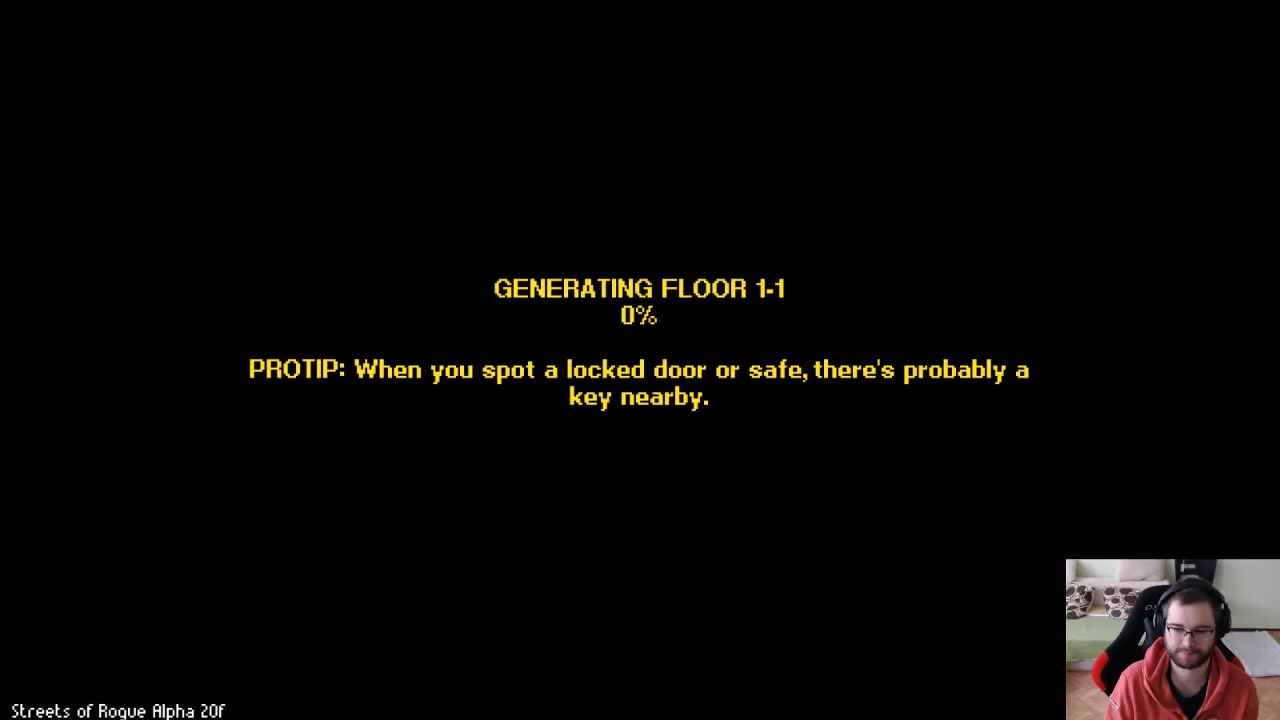 GENERATING FLOOR 1-1
0%
PROTIP: When you spot a locked door or safe, there's probably a
key nearby.
Streets of Rogue Alpha 20f